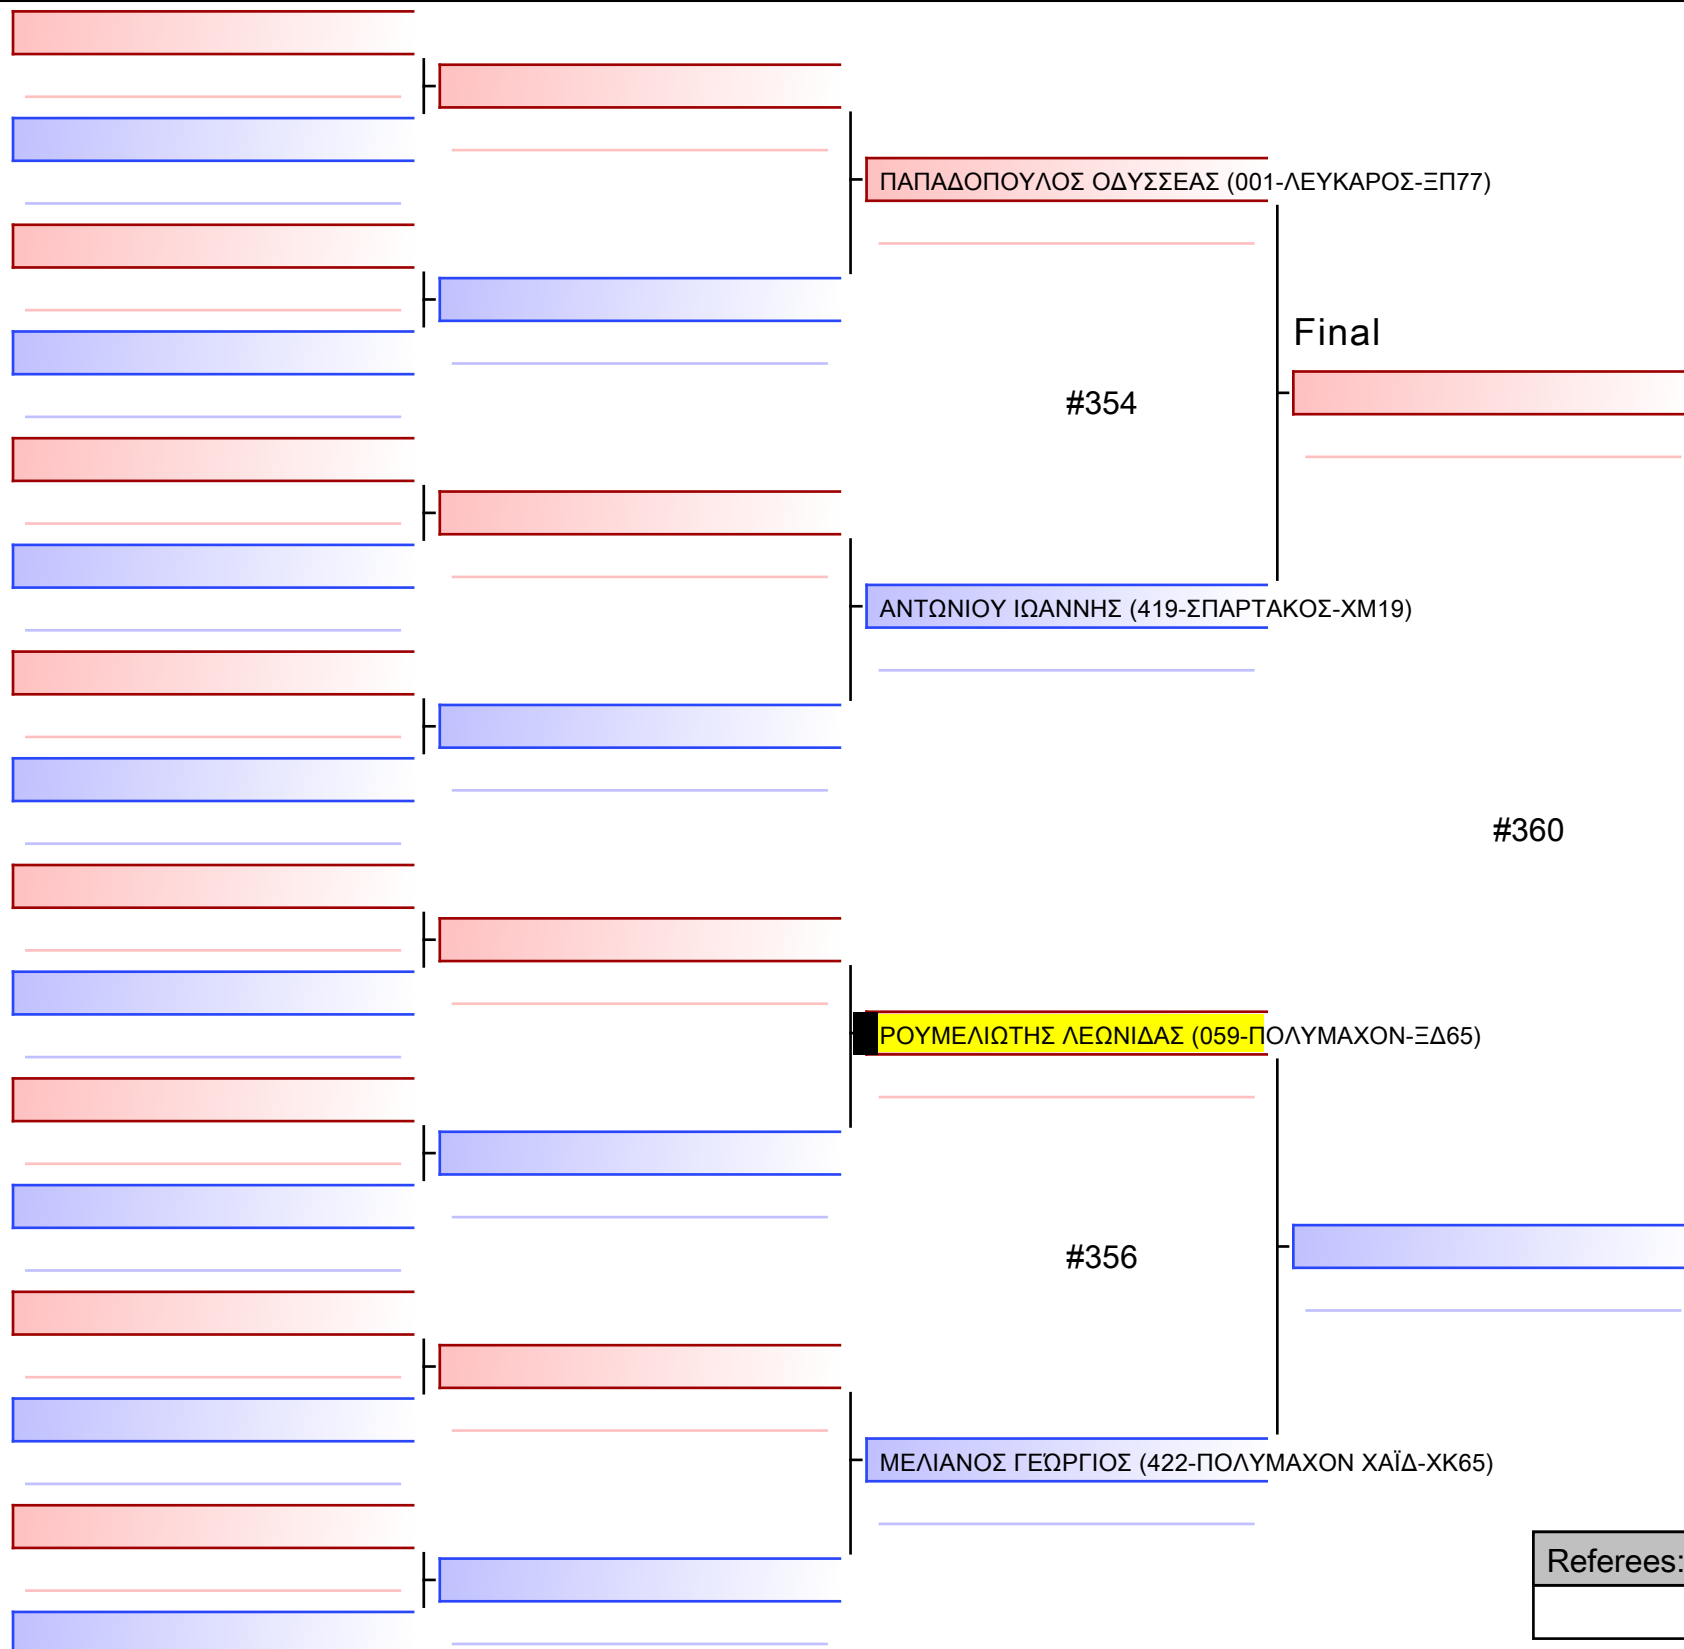 ΠΑΠΑΔΟΠΟΥΛΟΣ ΟΔΥΣΣΕΑΣ (001-ΛΕΥΚΑΡΟΣ-ΞΠ77)
Final
#354
ΑΝΤΩΝΙΟΥ ΙΩΑΝΝΗΣ (419-ΣΠΑΡΤΑΚΟΣ-ΧΜ19)
#360
ΡΟΥΜΕΛΙΩΤΗΣ ΛΕΩΝΙΔΑΣ (059-ΠΟΛΥΜΑΧΟΝ-ΞΔ65)
#356
ΜΕΛΙΑΝΟΣ ΓΕΏΡΓΙΟΣ (422-ΠΟΛΥΜΑΧΟΝ ΧΑΪΔ-ΧΚ65)
Referees: